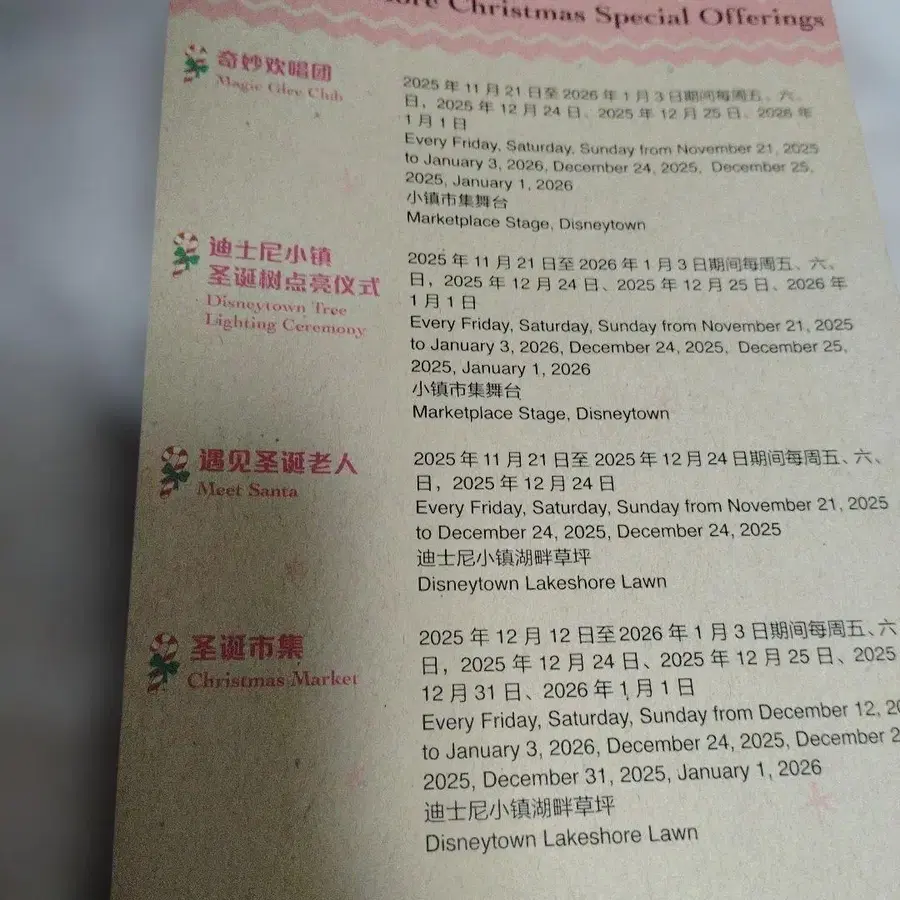 Christmas Special Offerings
奇妙欢唱团
Magic Glee Club
2025 年 11 月 21 日至 2026 年 1 月 3 日期间每周五、六、
日，2025 年 12 月 24 日、2025 年 12 月 25 日、2026 年
1 月 1 日
Every Friday, Saturday, Sunday from November 21, 2025
to January 3, 2026, December 24, 2025, December 25,
2025, January 1, 2026
小镇市集舞台
Marketplace Stage, Disneytown
迪士尼小镇
圣诞树点亮仪式
Disneytown Tree
Lighting Ceremony
2025 年 11 月 21 日至 2026 年 1 月 3 日期间每周五、六、
日，2025 年 12 月 24 日、2025 年 12 月 25 日、2026 年
1 月 1 日
Every Friday, Saturday, Sunday from November 21, 2025
to January 3, 2026, December 24, 2025, December 25,
2025, January 1, 2026
小镇市集舞台
Marketplace Stage, Disneytown
遇见圣诞老人
Meet Santa
2025 年 11 月 21 日至 2025 年 12 月 24 日期间每周五、六、
日，2025 年 12 月 24 日
Every Friday, Saturday, Sunday from November 21, 2025
to December 24, 2025, December 24, 2025
迪士尼小镇湖畔草坪
Disneytown Lakeshore Lawn
圣诞市集
Christmas Market
2025 年 12 月 12 日至 2026 年 1 月 3 日期间每周五、六
日，2025 年 12 月 24 日、2025 年 12 月 25 日、2025
12 月 31 日、2026 年 1 月 1 日
Every Friday, Saturday, Sunday from December 12,
to January 3, 2026, December 24, 2025, December
2025, December 31, 2025, January 1, 2026
迪士尼小镇湖畔草坪
Disneytown Lakeshore Lawn